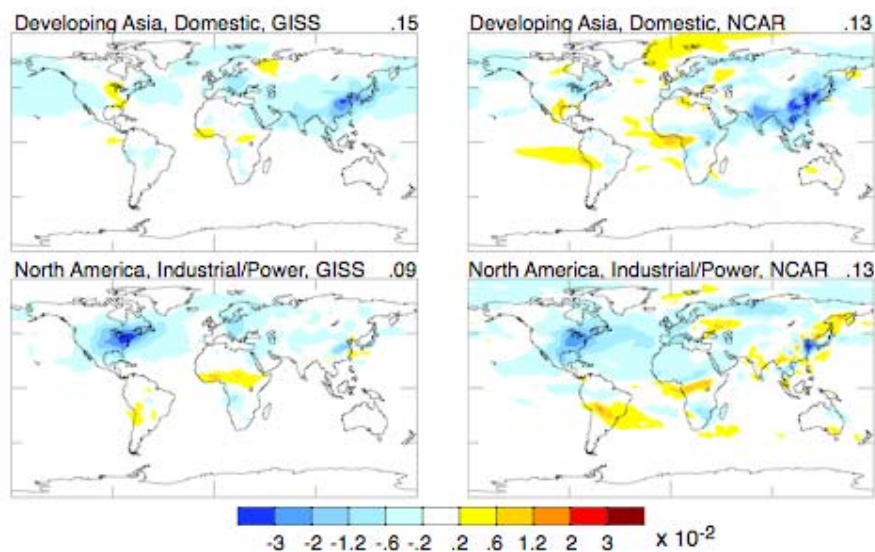 Developing Asia, Domestic, GISS .15
Developing Asia, Domestic, NCAR .13
North America, Industrial/Power, GISS .09
North America, Industrial/Power, NCAR .13
-3 -2 -1.2 -.6 -.2 .2 .6 1.2 2 3 x 10-2